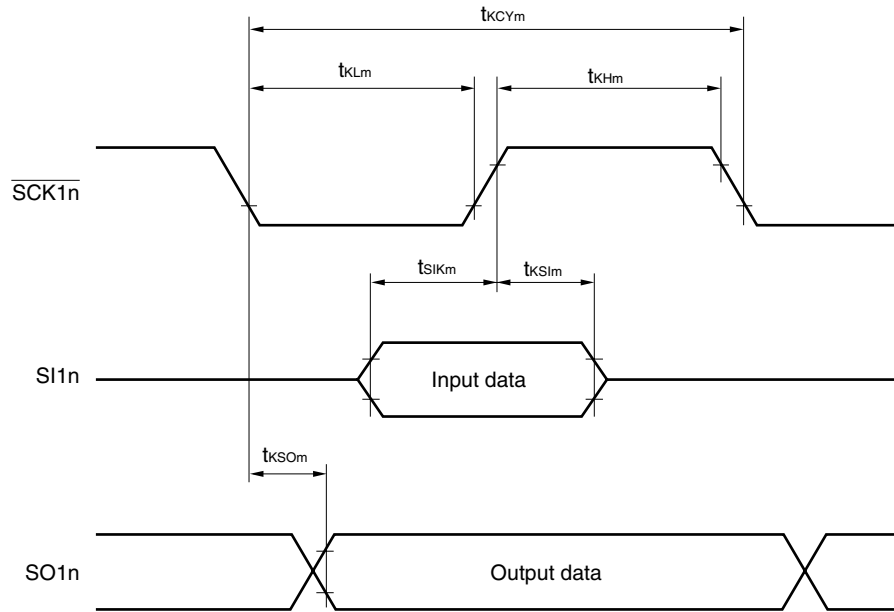 tKCYm
tKLm
tKHm
SCK1n
tSIKm
tKSIm
SI1n
Input data
tKSOm
SO1n
Output data